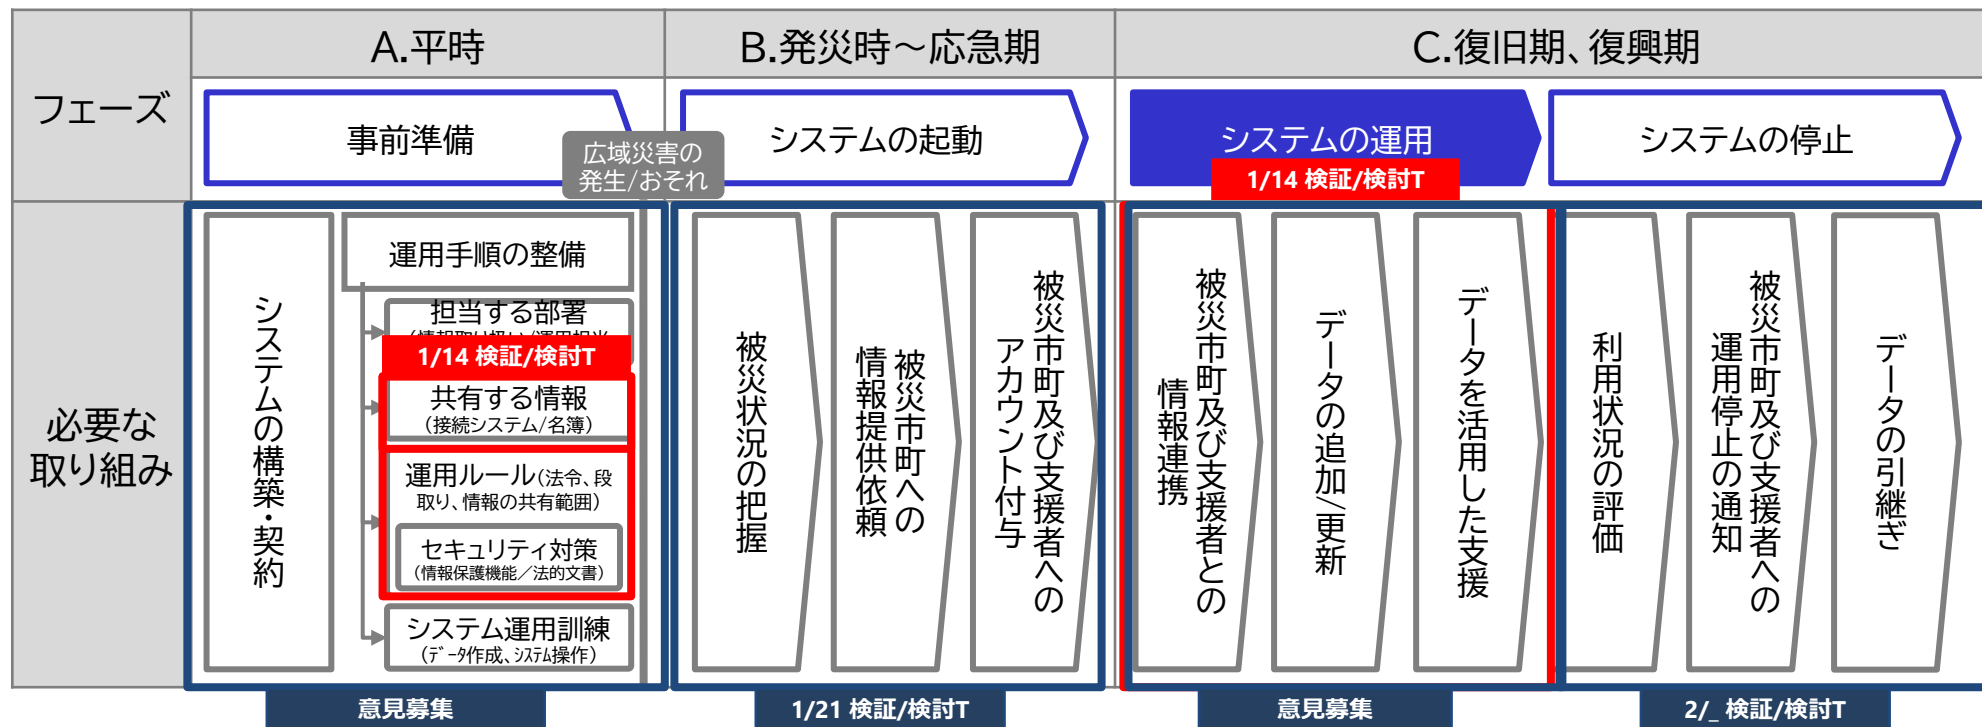 フェーズ
A.平時
B.発災時～応急期
C.復旧期、復興期
事前準備
広域災害の
発生/おそれ
システムの起動
システムの運用
1/14 検証/検討T
システムの停止
必要な
取り組み
システムの構築・契約
運用手順の整備
担当する部署
1/14 検証/検討T
共有する情報
（接続システム/名簿）
運用ルール（法令、段
取り、情報の共有範囲）
セキュリティ対策
（情報保護機能／法的文書）
システム運用訓練
（ﾃﾞｰﾀ作成、ｼｽﾃﾑ操作）
被災状況の把握
被災市町への
情報提供依頼
被災市町及び支援者への
アカウント付与
被災市町及び支援者との
情報連携
データの追加/更新
データを活用した支援
利用状況の評価
被災市町及び支援者への
運用停止の通知
データの引継ぎ
意見募集
1/21 検証/検討T
意見募集
2/_ 検証/検討T